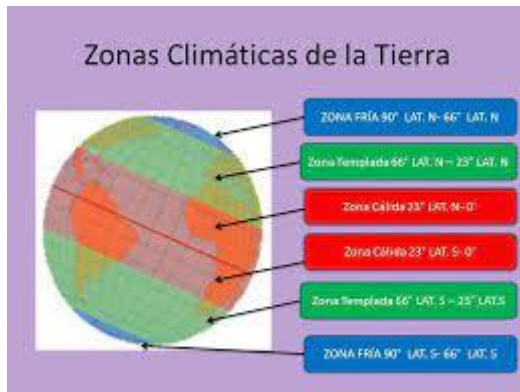 Zonas Climáticas de la Tierra
ZONA FRÍA 90° LAT. N- 66° LAT. N
Zona Templada 66° LAT. N – 23° LAT. N
Zona Cálida 23° LAT. N-0°
Zona Cálida 23° LAT. S-0°
Zona Templada 66° LAT. S – 23° LAT.S
ZONA FRÍA 90° LAT. S- 66° LAT. S